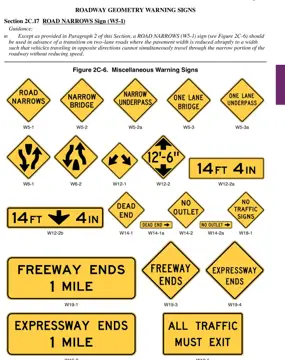 ROADWAY GEOMETRY WARNING SIGNS
Section 2C.17 ROAD NARROWS Sign (W5-1)
Guidance:
Except as provided in Paragraph 2 of this Section, a ROAD NARROWS (W5-1) sign (see Figure 2C-6) should
be used in advance of a transition on two-lane roads where the pavement width is reduced abruptly to a width
such that vehicles traveling in opposite directions cannot simultaneously travel through the narrow portion of the
roadway without reducing speed.
Figure 2C-6. Miscellaneous Warning Signs
ROAD NARROWS
NARROW BRIDGE
NARROW UNDERPASS
ONE LANE BRIDGE
ONE LANE UNDERPASS
W5-1 W5-2 W5-2a W5-3 W5-3a
12'-6"
14 FT 4 IN
W6-1 W6-2 W12-1 W12-2 W12-2a
14 FT 4 IN
DEAD END
DEAD END
NO OUTLET
NO OUTLET
NO TRAFFIC SIGNS
W12-2b W14-1 W14-1a W14-2 W14-2a W18-1
FREEWAY ENDS
1 MILE
FREEWAY ENDS
EXPRESSWAY ENDS
W19-1 W19-3 W19-4
EXPRESSWAY ENDS
1 MILE
ALL TRAFFIC
MUST EXIT